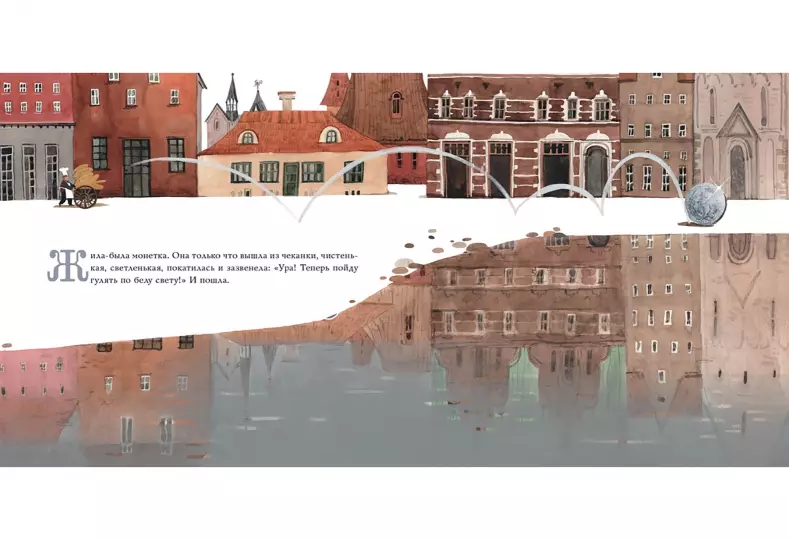 Жила-была монетка. Она только что вышла из чеканки, чистень-
кая, светленькая, покатилась и зазвенела: «Ура! Теперь пойду
гулять по белу свету!» И пошла.